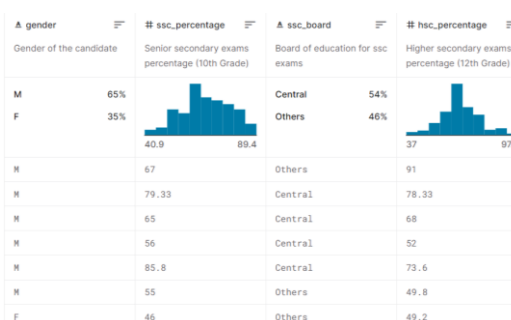 gender # ssc_percentage ssc_board # hsc_percentage
Gender of the candidate Senior secondary exams Board of education for ssc Higher secondary exams
percentage (10th Grade) exams percentage (12th Grade)
M 65% Central 54%
F 35% Others 46%
40.9 89.4 37 97
M 67 Others 91
M 79.33 Central 78.33
M 65 Central 68
M 56 Central 52
M 85.8 Central 73.6
M 55 Others 49.8
F 46 Others 49.2